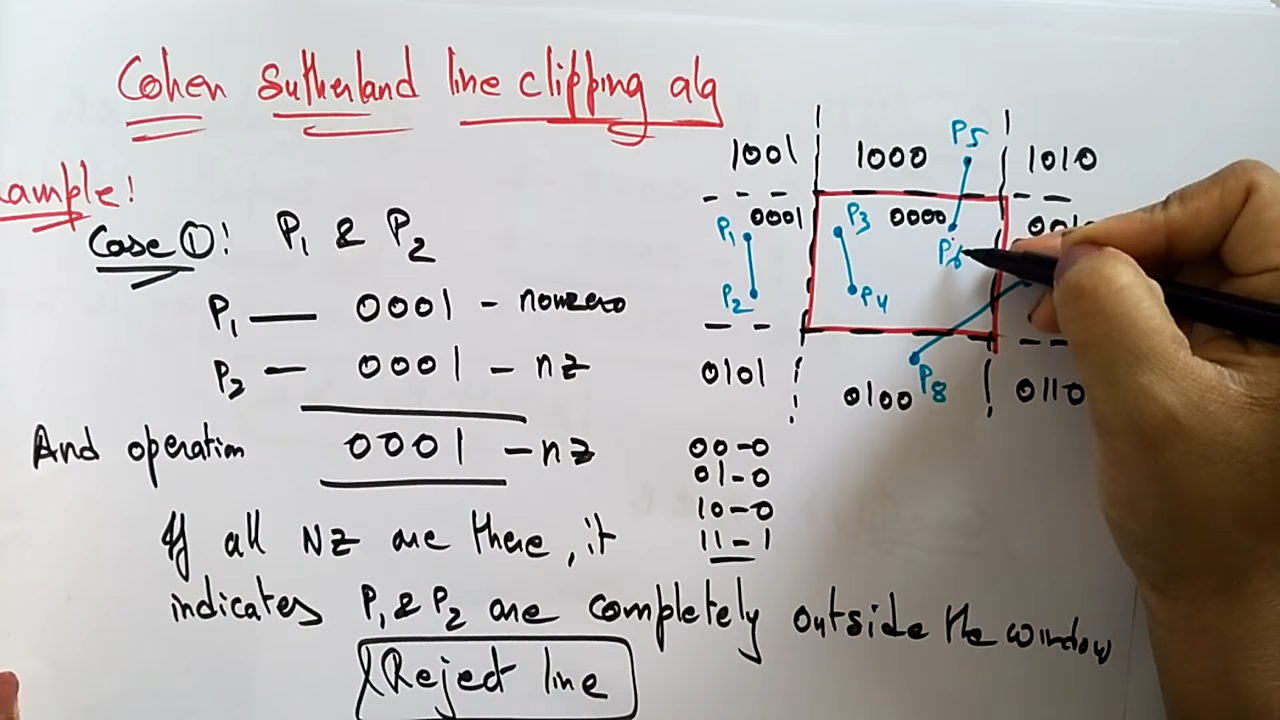 Cohen Sutherland line clipping alg
ample!
Case ①: P1 & P2
P1 — 0001 - nonzero
P2 — 0001 - nz
And operation 0001 - nz
If all NZ are there, it
indicates P1 & P2 are completely outside the window
Reject line
1001 1000 P5 1010
P1 0001 P3 0000
P6
P2 P4
0101 0100 P8 0110
00-0
01-0
10-0
11-1